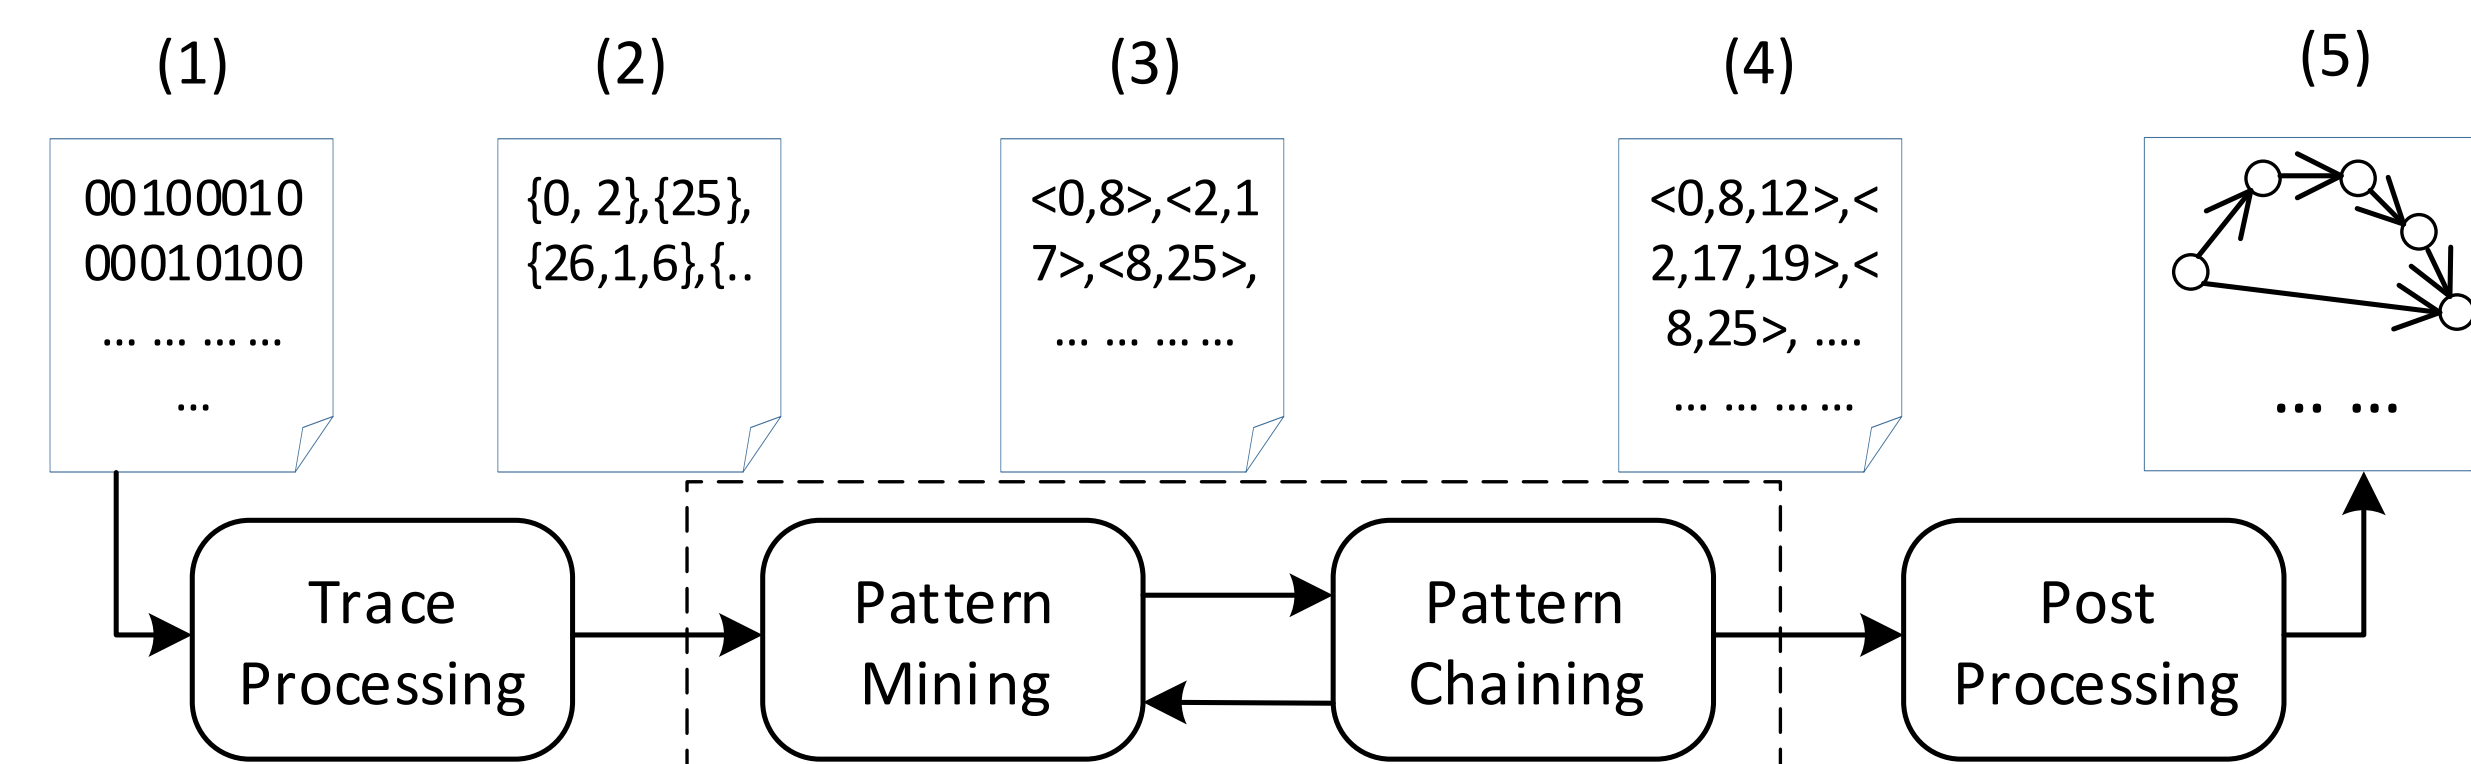 (1)
(2)
(3)
(4)
(5)
00100010
00010100
... ... ... ...
...
{0, 2},{25},
{26,1,6},{..
<0,8>,<2,1
7>,<8,25>,
... ... .... ...
<0,8,12>,<
2,17,19>,<
8,25>, ....
.... ... .... ...
... ...
Trace
Processing
Pattern
Mining
Pattern
Chaining
Post
Processing